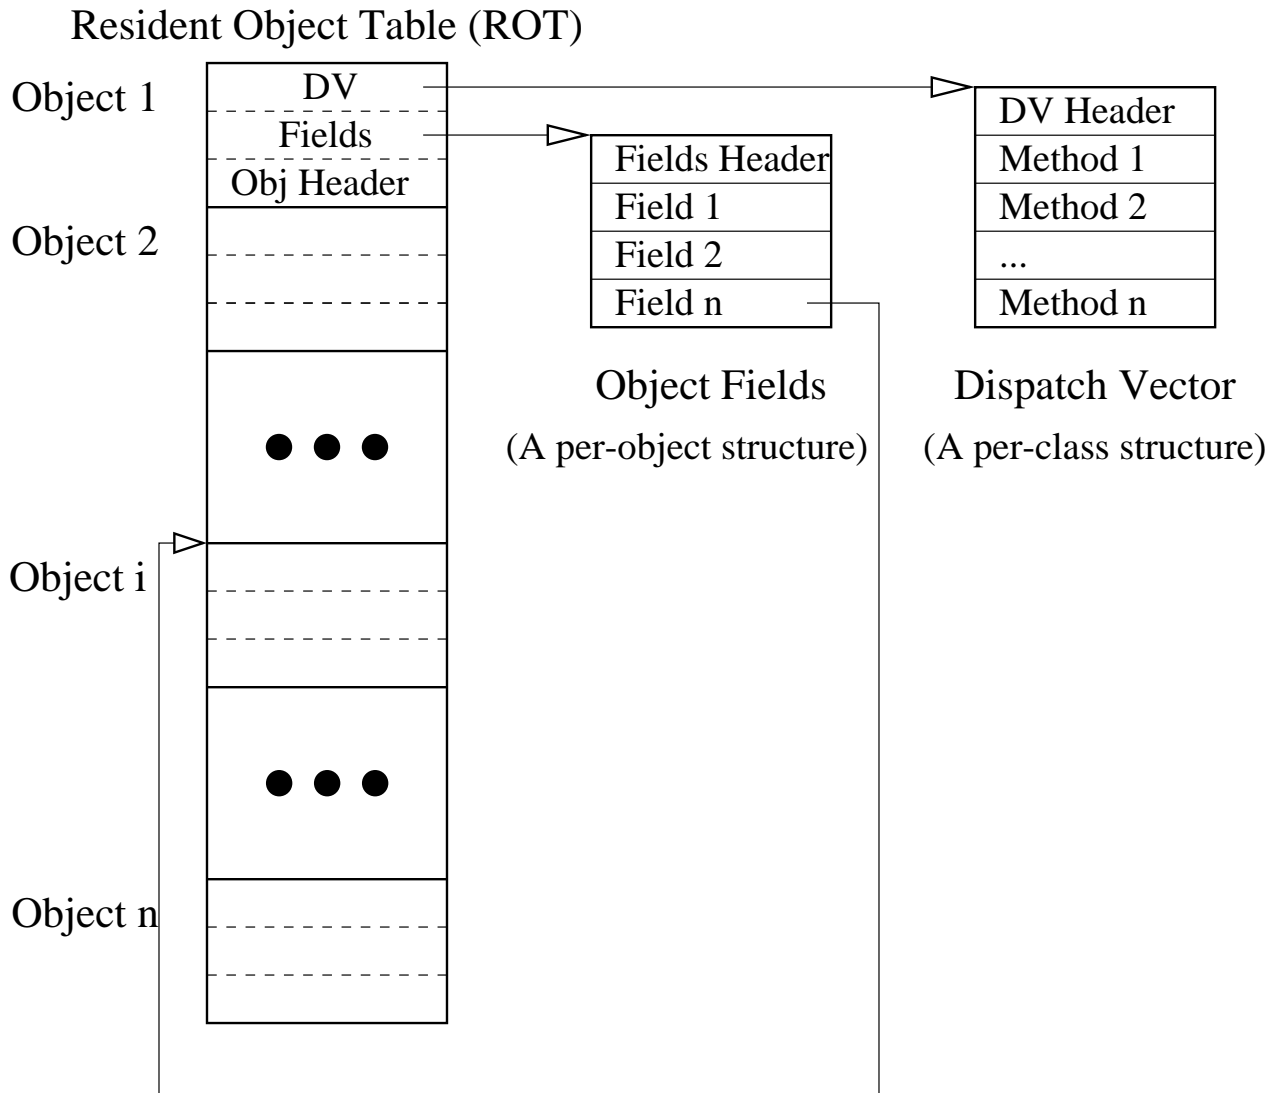 Resident Object Table (ROT)
Object 1
DV
Fields
Obj Header
Object 2
Object i
Object n
Fields Header
Field 1
Field 2
Field n
Object Fields
(A per-object structure)
DV Header
Method 1
Method 2
...
Method n
Dispatch Vector
(A per-class structure)